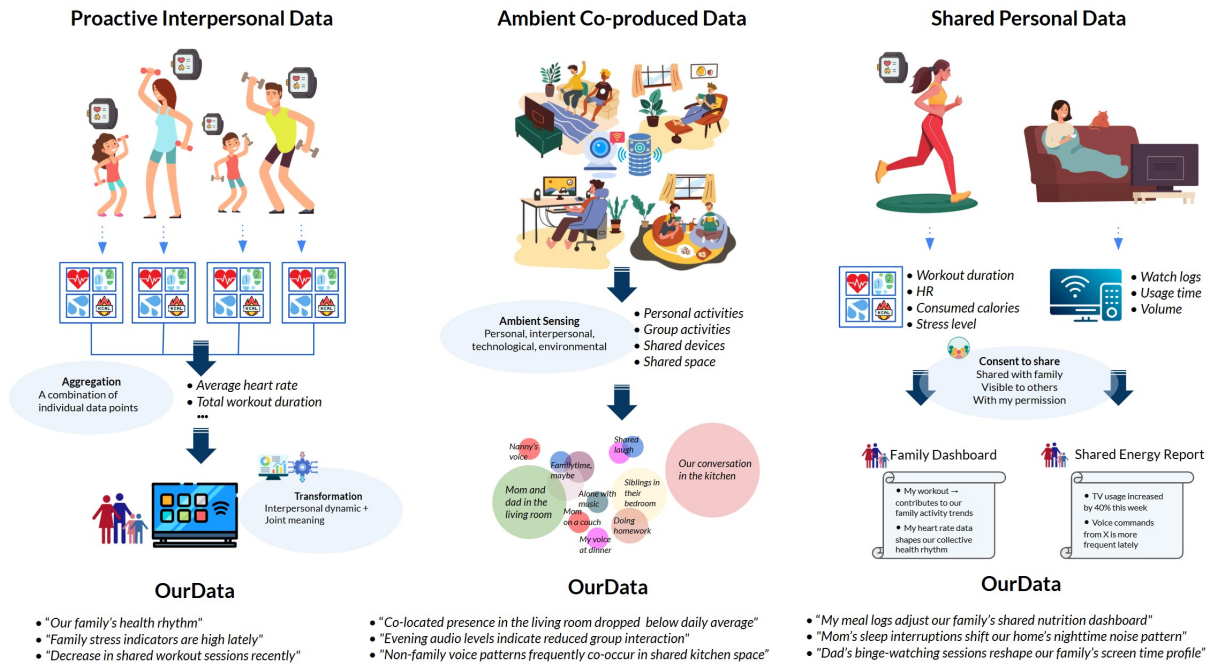 Proactive Interpersonal Data
Aggregation
A combination of
individual data points
• Average heart rate
• Total workout duration
•••
Transformation
Interpersonal dynamic +
Joint meaning
OurData
• "Our family's health rhythm"
• "Family stress indicators are high lately"
• "Decrease in shared workout sessions recently"
Ambient Co-produced Data
Ambient Sensing
Personal, interpersonal,
technological, environmental
• Personal activities
• Group activities
• Shared devices
• Shared space
Nanny's
voice
Familytime,
maybe
Shared
laugh
Our conversation
in the kitchen
Mom and
dad in the
living room
Alone with
music
Siblings in
their
bedroom
Mom
on a couch
Doing
homework
My voice
at dinner
OurData
• "Co-located presence in the living room dropped below daily average"
• "Evening audio levels indicate reduced group interaction"
• "Non-family voice patterns frequently co-occur in shared kitchen space"
Shared Personal Data
• Workout duration
• HR
• Consumed calories
• Stress level
• Watch logs
• Usage time
• Volume
Consent to share
Shared with family
Visible to others
With my permission
Family Dashboard
• My workout →
contributes to our
family activity trends
• My heart rate data
shapes our collective
health rhythm
Shared Energy Report
• TV usage increased
by 40% this week
• Voice commands
from X is more
frequent lately
OurData
• "My meal logs adjust our family's shared nutrition dashboard"
• "Mom's sleep interruptions shift our home's nighttime noise pattern"
• "Dad's binge-watching sessions reshape our family's screen time profile"